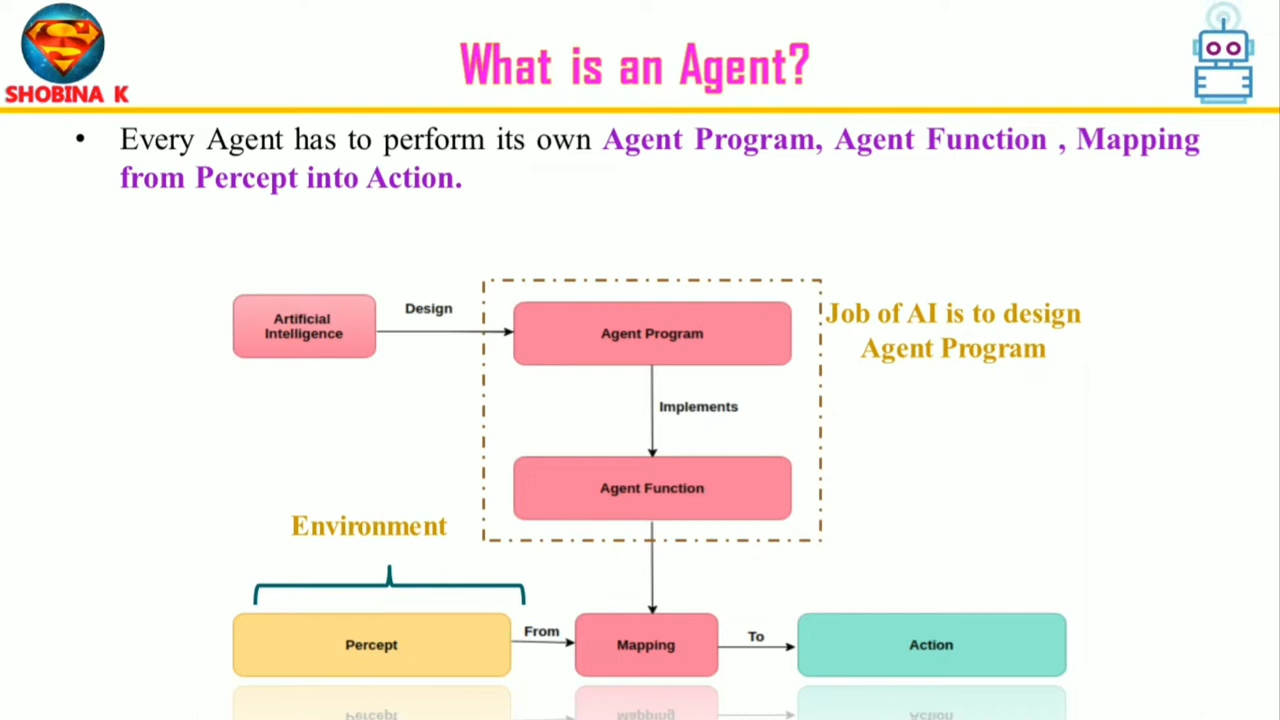 What is an Agent?
SHOBINA K
• Every Agent has to perform its own Agent Program, Agent Function , Mapping
from Percept into Action.
Artificial
Intelligence
Design
Agent Program
Job of AI is to design
Agent Program
Implements
Agent Function
Environment
Percept
From
Mapping
To
Action